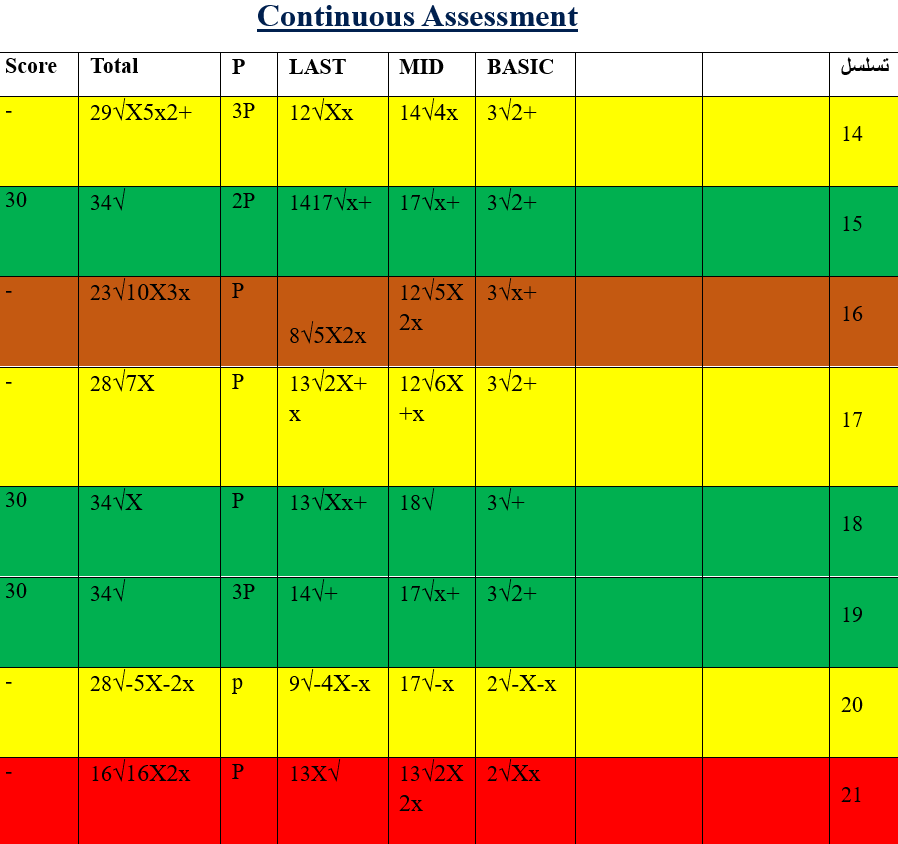 Continuous Assessment
Score Total P LAST MID BASIC تسلسل
- 29√X5x2+ 3P 12√Xx 14√4x 3√2+ 14
30 34√ 2P 1417√x+ 17√x+ 3√2+ 15
- 23√10X3x P 8√5X2x 12√5X 3√x+ 16
2x
- 28√7X P 13√2X+ 12√6X 3√2+ 17
x +x
30 34√X P 13√Xx+ 18√ 3√+ 18
30 34√ 3P 14√+ 17√x+ 3√2+ 19
- 28√-5X-2x p 9√-4X-x 17√-x 2√-X-x 20
- 16√16X2x P 13X√ 13√2X 2√Xx 21
2x